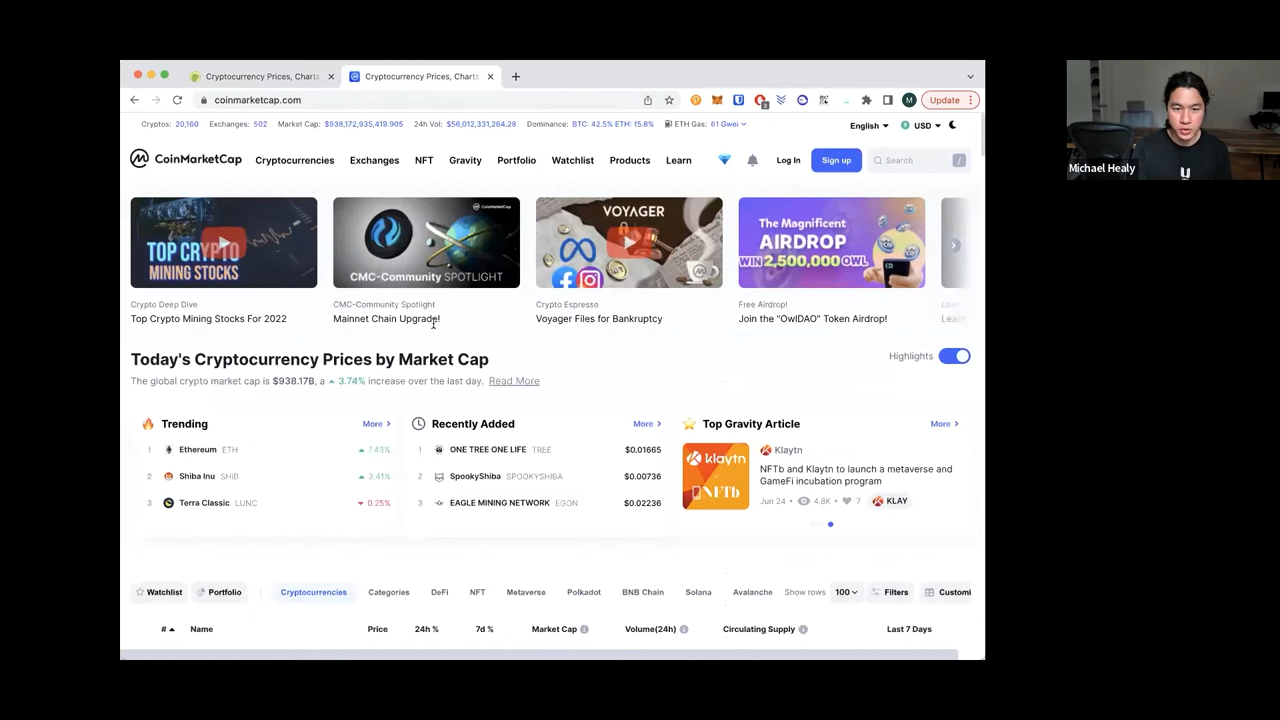 Cryptocurrency Prices, Charts
Cryptocurrency Prices, Charts
coinmarketcap.com
M
Update
Cryptos: 20,160 Exchanges: 502 Market Cap: $938,172,935,419.905 24h Vol: $56,012,331,264.28 Dominance: BTC: 42.5% ETH: 15.8% ETH Gas: 61 Gwei
English USD
CoinMarketCap Cryptocurrencies Exchanges NFT Gravity Portfolio Watchlist Products Learn Log In Sign up Search /
TOP CRYPTO
MINING STOCKS
CoinMarketCap
CMC-Community SPOTLIGHT
VOYAGER
The Magnificent
AIRDROP
WIN 2,500,000 OWL
Crypto Deep Dive
Top Crypto Mining Stocks For 2022
CMC-Community Spotlight
Mainnet Chain Upgrade!
Crypto Espresso
Voyager Files for Bankruptcy
Free Airdrop!
Join the "OwlDAO" Token Airdrop!
Learn
Michael Healy
Today's Cryptocurrency Prices by Market Cap
Highlights
The global crypto market cap is $938.17B, a 3.74% increase over the last day. Read More
Trending More
1 Ethereum ETH 7.43%
2 Shiba Inu SHIB 3.41%
3 Terra Classic LUNC 0.25%
Recently Added More
1 ONE TREE ONE LIFE TREE $0.01665
2 SpookyShiba SPOOKYSHIBA $0.00736
3 EAGLE MINING NETWORK EGON $0.02236
Top Gravity Article More
klaytn
NFTb
Klaytn
NFTb and Klaytn to launch a metaverse and
GameFi incubation program
Jun 24 • 4.8K • 7 KLAY
Watchlist Portfolio Cryptocurrencies Categories DeFi NFT Metaverse Polkadot BNB Chain Solana Avalanche Show rows 100 Filters Customi
# Name Price 24h % 7d % Market Cap Volume(24h) Circulating Supply Last 7 Days